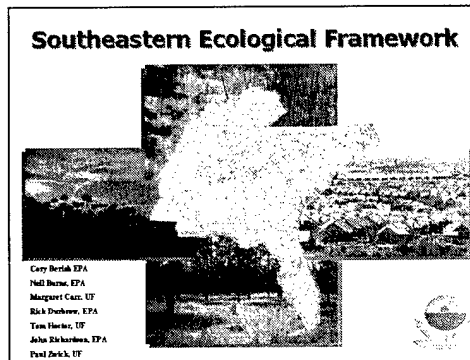 Southeastern Ecological Framework
Cory Berish EPA
Neil Burns EPA
Margaret Carr, UF
Rick Durbrow, EPA
Tom Hoctor, UF
John Richardson, EPA
Paul Zwick, UF